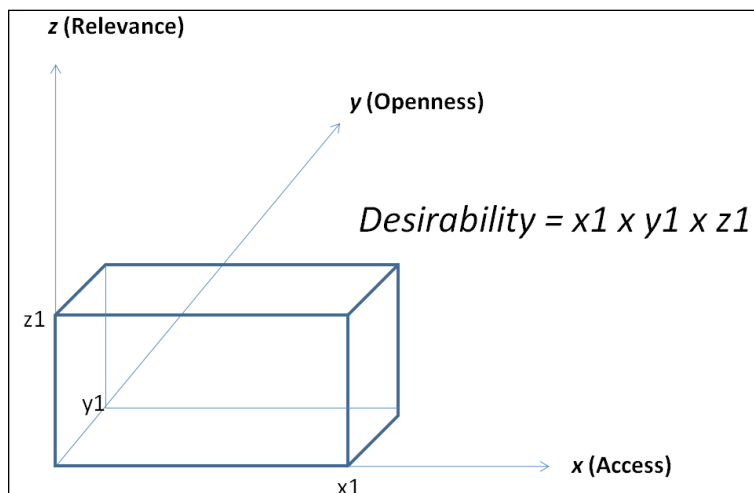 z (Relevance)
y (Openness)
Desirability = x1 x y1 x z1
z1
y1
x (Access)
x1